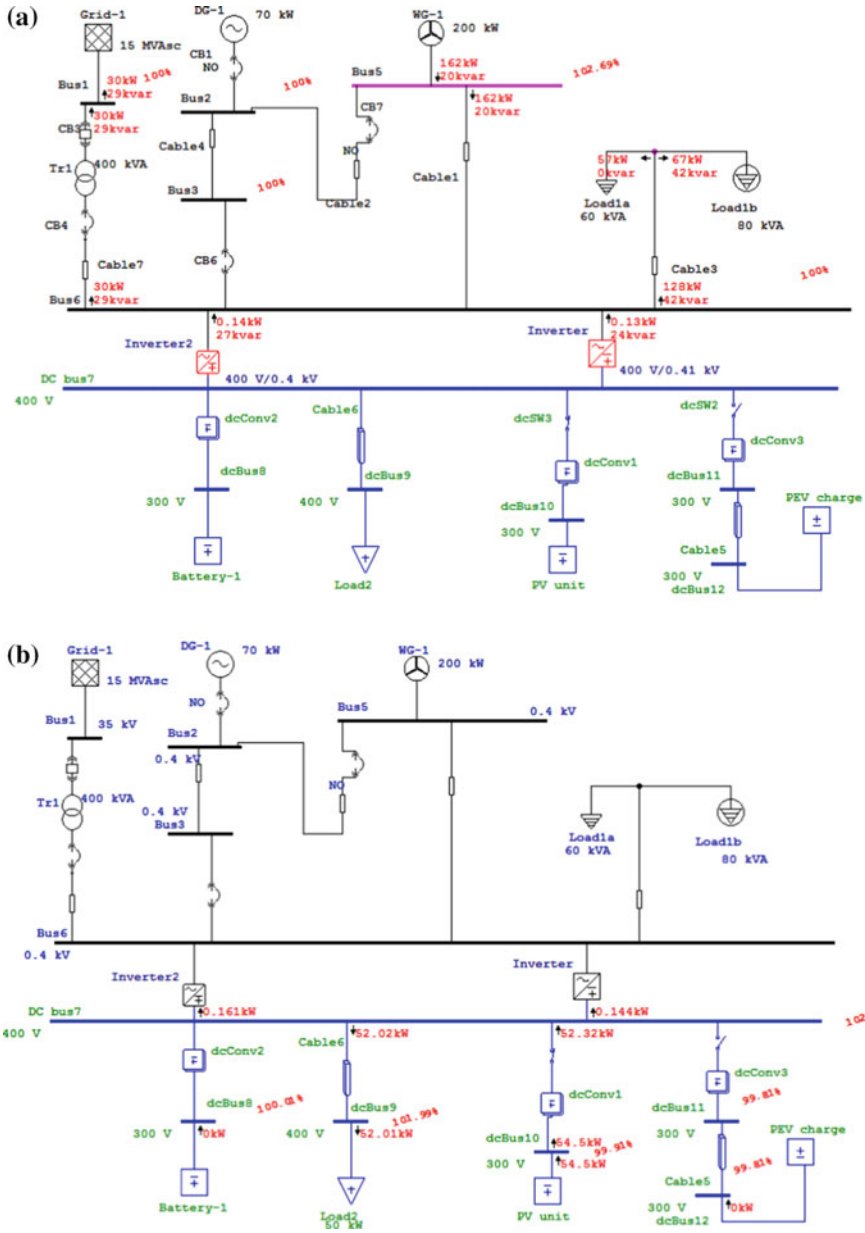 (a)
Grid-1
15 MVAsc
DG-1
70 kW
WG-1
200 kW
CB1
NO
Bus1
30kW
29kvar
100%
30kW
29kvar
CB3
Tr1
400 kVA
CB4
Cable7
30kW
29kvar
Bus6
Bus2
100%
Cable4
Bus3
100%
CB6
Bus5
162kW
20kvar
102.69%
162kW
20kvar
CB7
NO
Cable2
Cable1
57kW
0kvar
67kW
42kvar
Load1a
60 kVA
Load1b
80 kVA
Cable3
100%
128kW
42kvar
0.14kW
27kvar
Inverter2
0.13kW
24kvar
Inverter
DC bus7
400 V
400 V/0.4 kV
400 V/0.41 kV
dcConv2
dcBus8
300 V
Battery-1
Cable6
dcBus9
400 V
Load2
dcSW3
dcConv1
dcBus10
300 V
PV unit
dcSW2
dcConv3
dcBus11
300 V
PEV charge
Cable5
300 V
dcBus12
(b)
Grid-1
15 MVAsc
DG-1
70 kW
WG-1
200 kW
NO
Bus1
35 kV
Tr1
400 kVA
Bus2
0.4 kV
0.4 kV
Bus3
Bus5
0.4 kV
NO
Load1a
60 kVA
Load1b
80 kVA
Bus6
0.4 kV
Inverter2
Inverter
DC bus7
400 V
0.161kW
0.144kW
102
52.02kW
52.32kW
dcConv2
dcBus8
100.01%
300 V
0kW
Battery-1
Cable6
dcBus9
101.99%
400 V
52.01kW
Load2
50 kW
dcConv1
dcBus10
54.5kW
99.91%
300 V
54.5kW
PV unit
dcConv3
99.81%
dcBus11
300 V
PEV charge
99.81%
Cable5
300 V
0kW
dcBus12